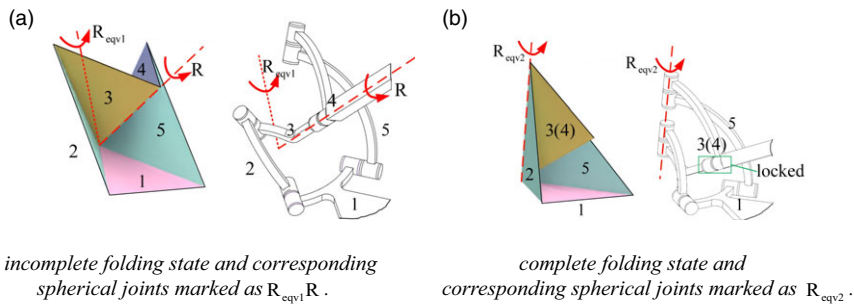 (a)
R eqv1
R
4
3
2
5
1
R eqv1
4
R
3
5
2
1
(b)
R eqv2
3(4)
2
5
1
R eqv2
5
3(4)
locked
1
incomplete folding state and corresponding
spherical joints marked as R eqv1 R .
complete folding state and
corresponding spherical joints marked as R eqv2 .